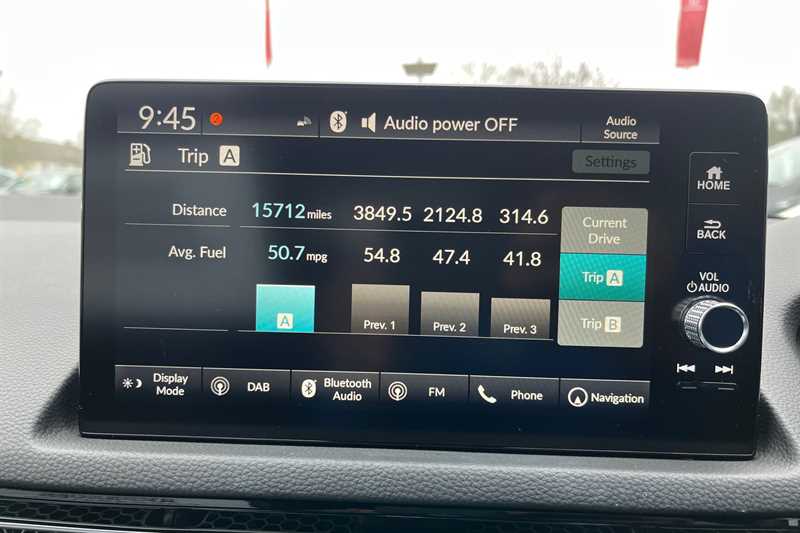 9:45 2 Audio power OFF Audio Source
Trip A Settings
Distance 15712 miles 3849.5 2124.8 314.6
Avg. Fuel 50.7 mpg 54.8 47.4 41.8
Current Drive
Trip A
Trip B
A Prev. 1 Prev. 2 Prev. 3
Display Mode DAB Bluetooth Audio FM Phone Navigation
HOME
BACK
VOL
AUDIO